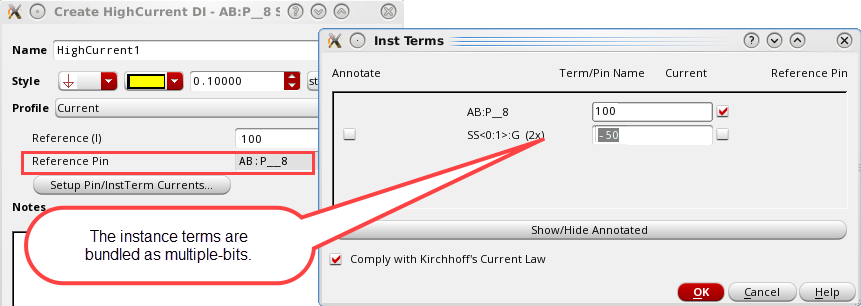 Create HighCurrent DI - AB:P__8 S
Name HighCurrent1
Style 0.10000 st
Profile Current
Reference (I) 100
Reference Pin AB:P__8
Setup Pin/InstTerm Currents...
Notes
The instance terms are
bundled as multiple-bits.
Inst Terms
Annotate Term/Pin Name Current Reference Pin
AB:P__8 100
SS<0:1>:G (2x) -50
Show/Hide Annotated
Comply with Kirchhoff's Current Law
OK Cancel Help